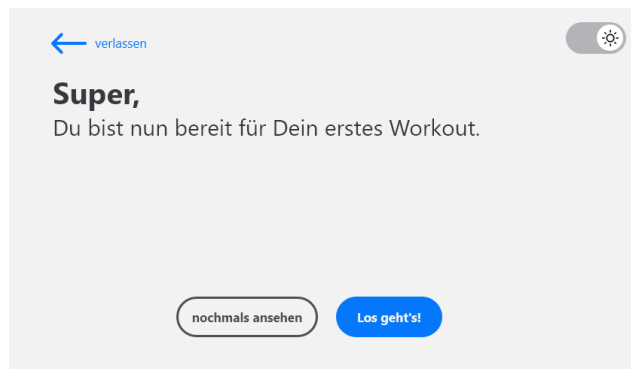 verlassen
Super,
Du bist nun bereit für Dein erstes Workout.
nochmals ansehen
Los geht's!